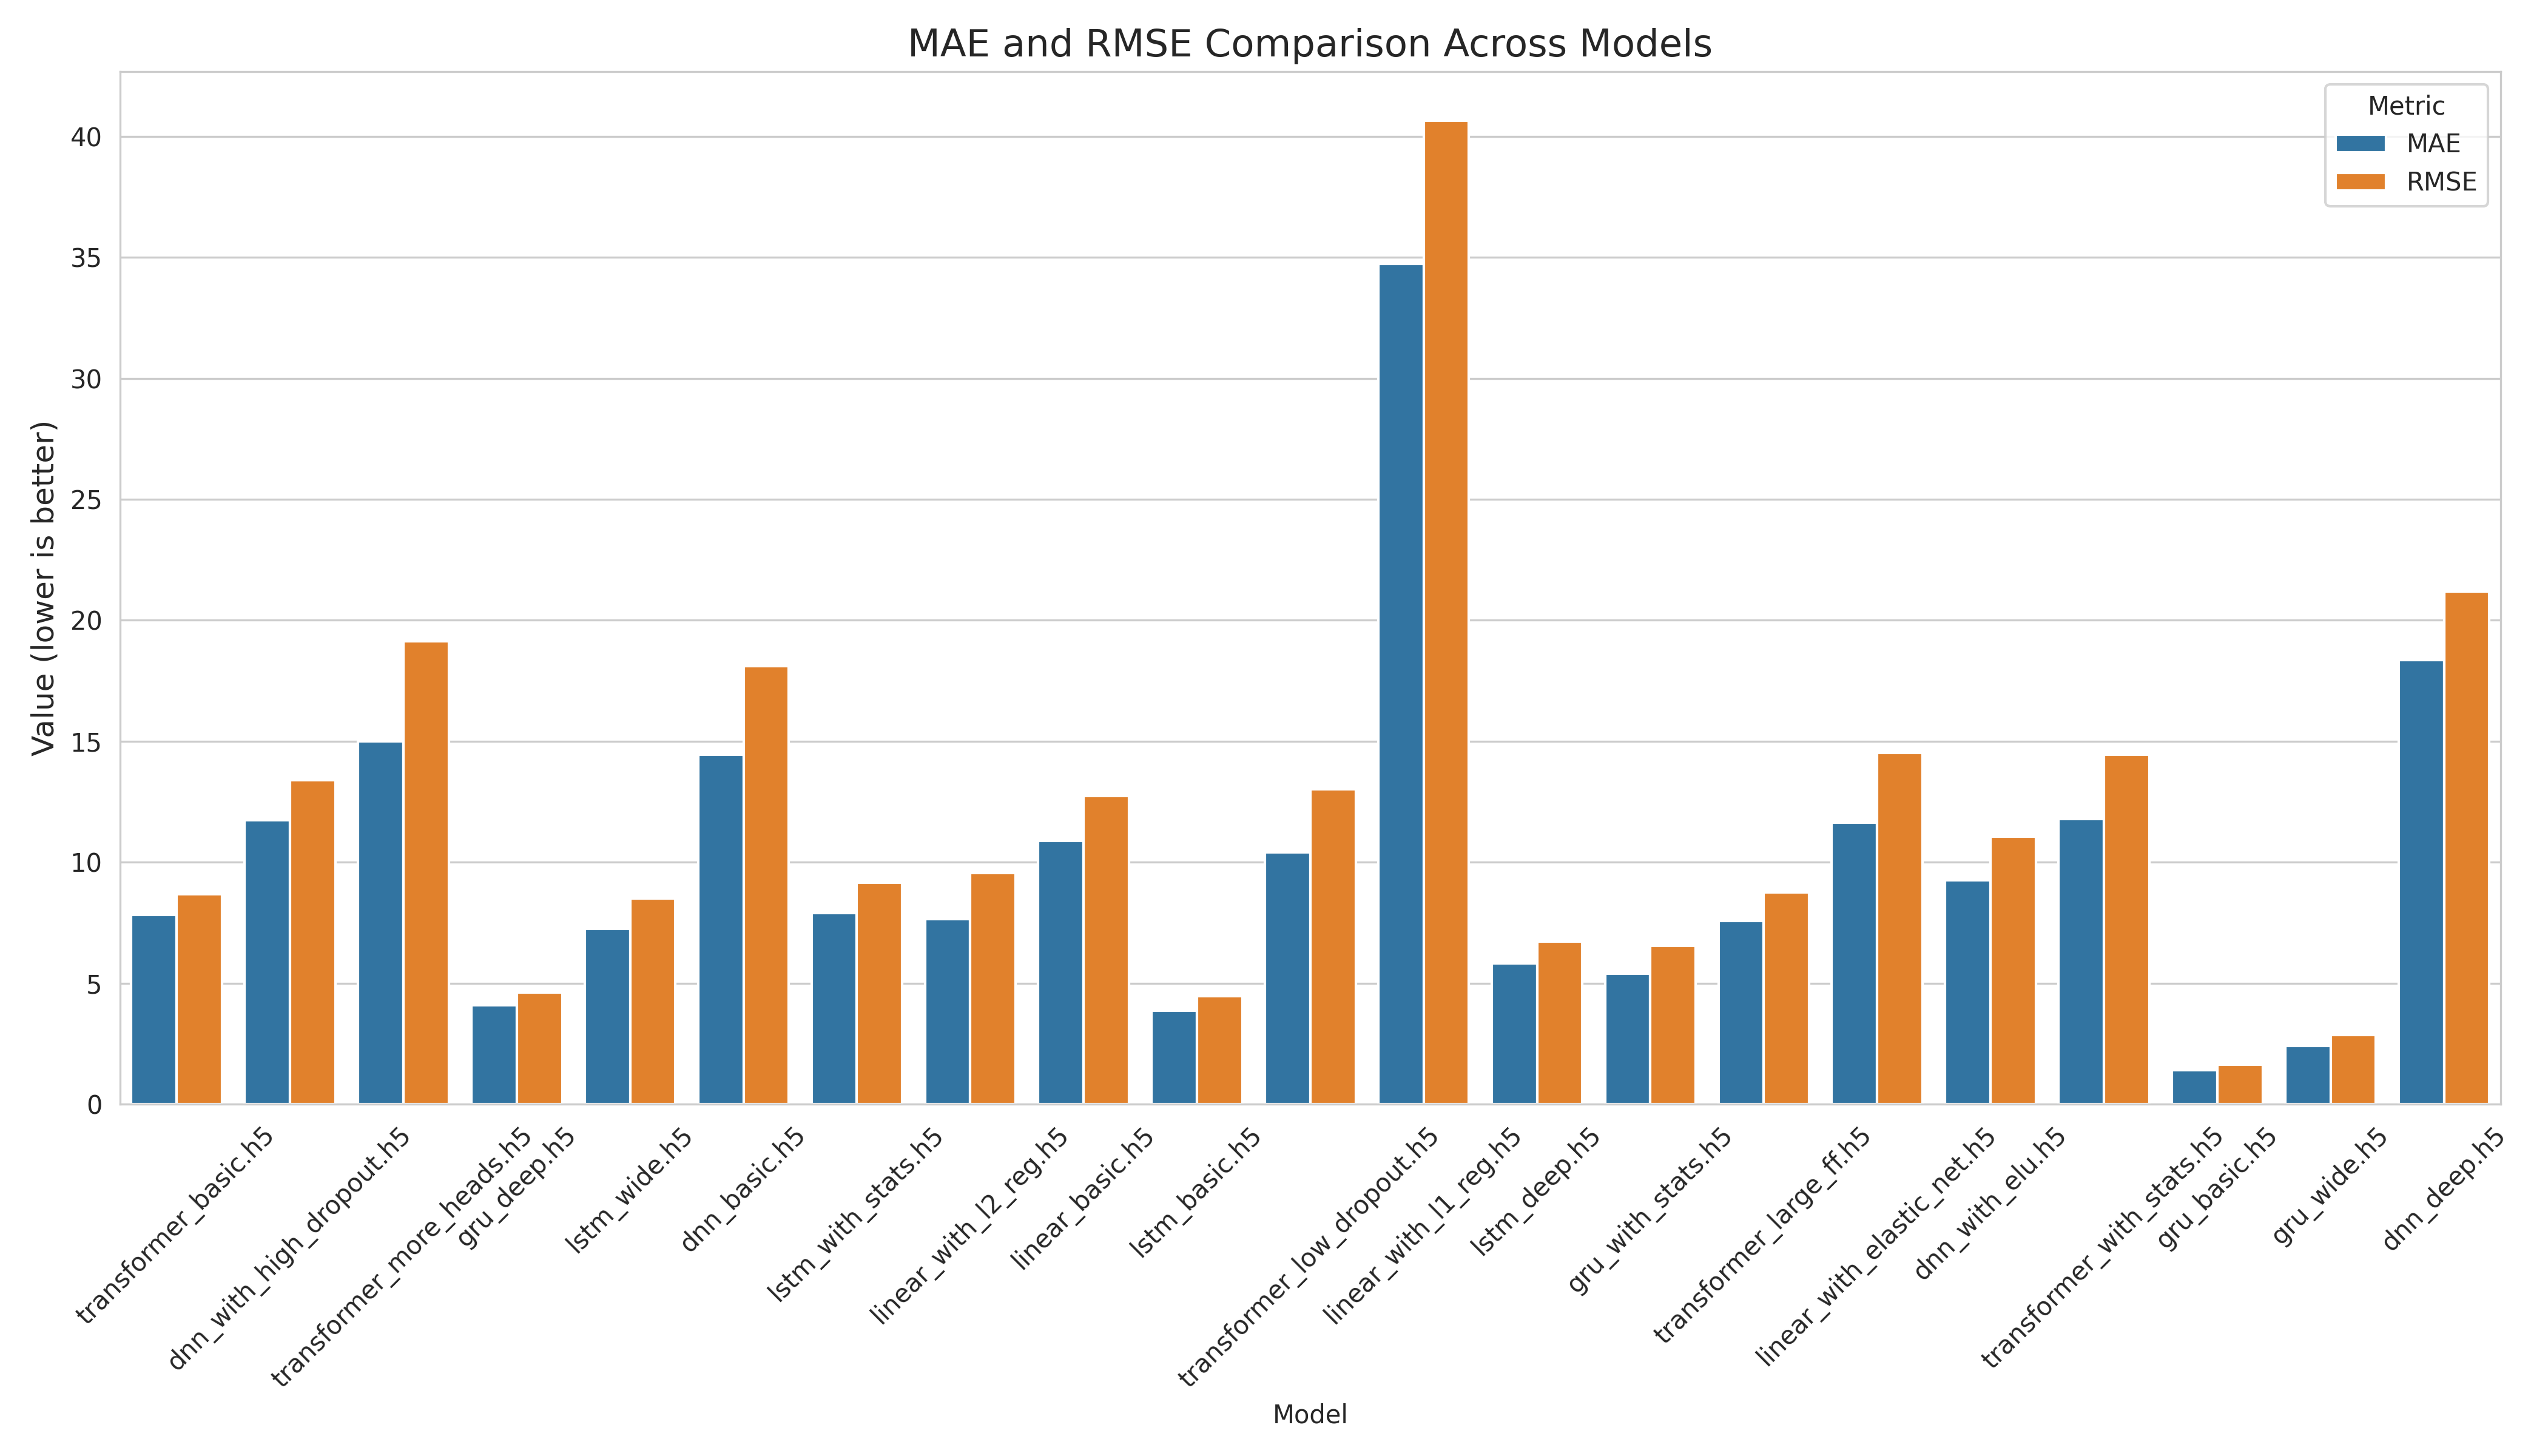 MAE and RMSE Comparison Across Models
Metric
MAE
RMSE
Value (lower is better)
40
35
30
25
20
15
10
5
0
transformer_basic.h5
dnn_with_high_dropout.h5
transformer_more_heads.h5
gru_deep.h5
lstm_wide.h5
dnn_basic.h5
lstm_with_stats.h5
linear_with_l2_reg.h5
linear_basic.h5
lstm_basic.h5
transformer_low_dropout.h5
linear_with_l1_reg.h5
lstm_deep.h5
gru_with_stats.h5
transformer_large_ff.h5
linear_with_elastic_net.h5
dnn_with_elu.h5
transformer_with_stats.h5
gru_basic.h5
gru_wide.h5
dnn_deep.h5
Model